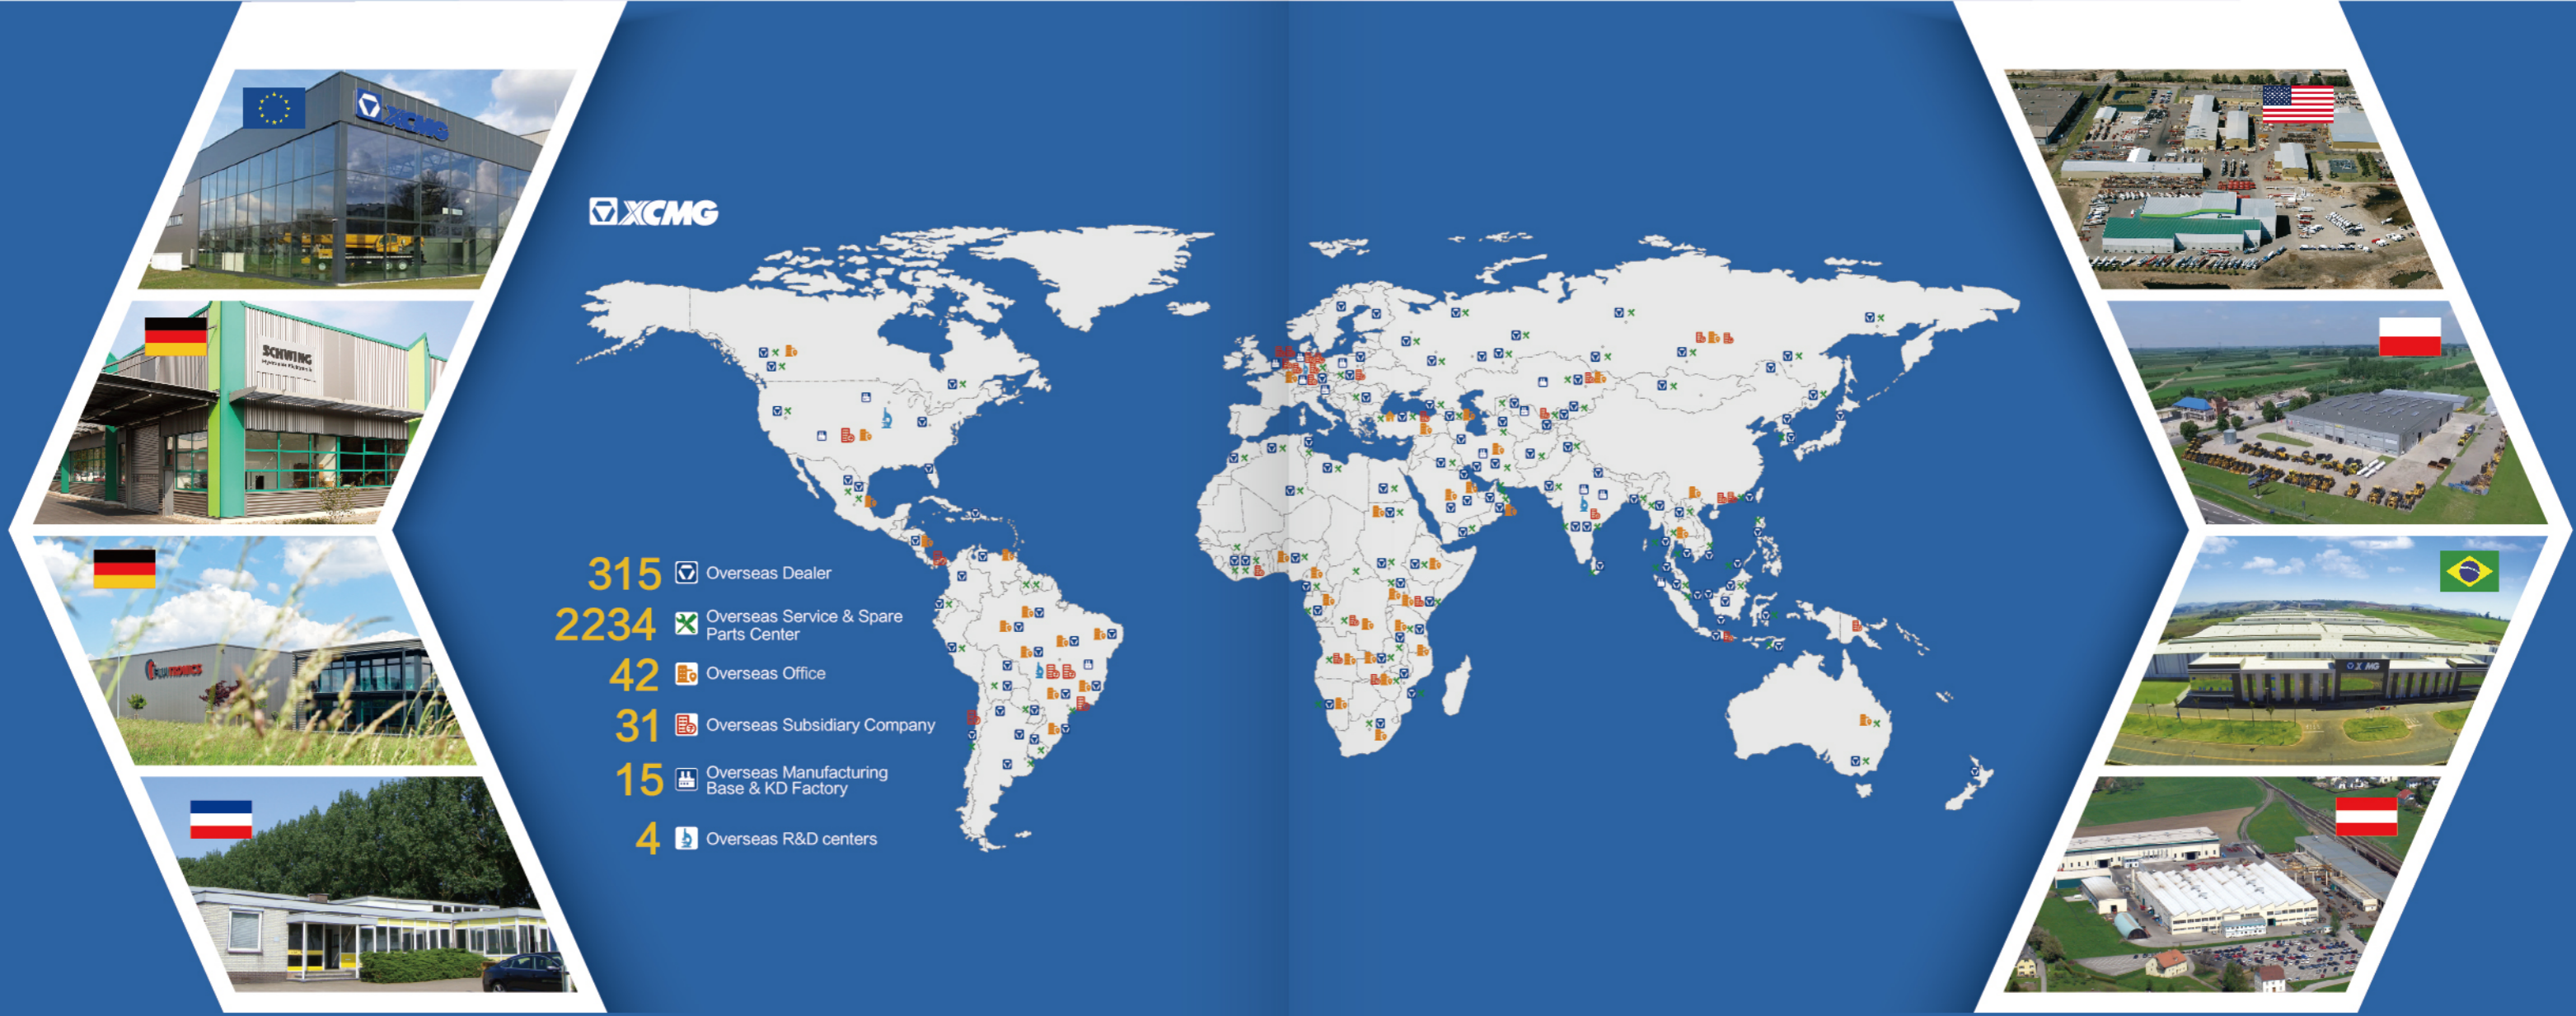 XCMG
SCHWING
XCMG
315 Overseas Dealer
2234 Overseas Service & Spare
Parts Center
42 Overseas Office
31 Overseas Subsidiary Company
15 Overseas Manufacturing
Base & KD Factory
4 Overseas R&D centers
X MG